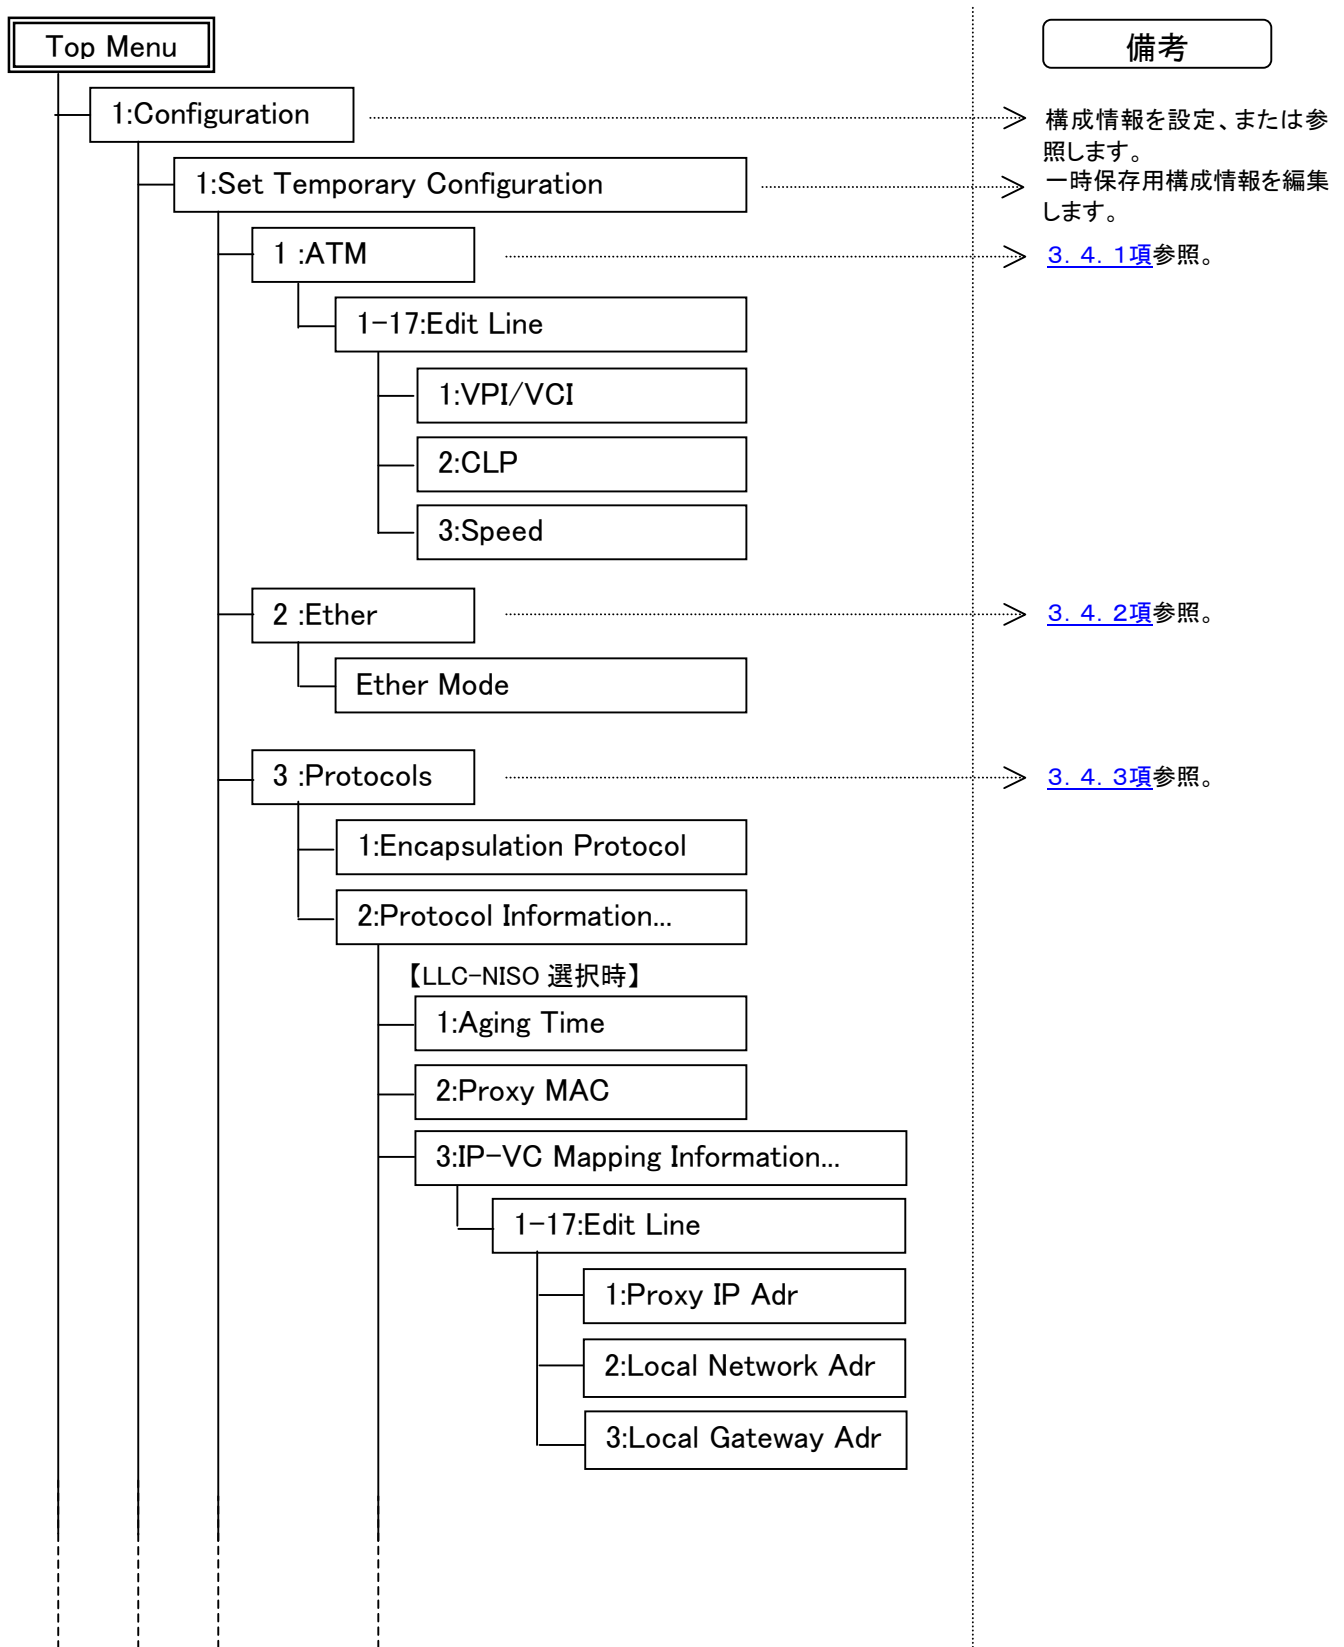 Top Menu
備考
1:Configuration
構成情報を設定、または参
照します。
1:Set Temporary Configuration
一時保存用構成情報を編集
します。
1 :ATM
3．4．1項参照。
1-17:Edit Line
1:VPI/VCI
2:CLP
3:Speed
2 :Ether
3．4．2項参照。
Ether Mode
3 :Protocols
3．4．3項参照。
1:Encapsulation Protocol
2:Protocol Information...
【LLC-NISO 選択時】
1:Aging Time
2:Proxy MAC
3:IP-VC Mapping Information...
1-17:Edit Line
1:Proxy IP Adr
2:Local Network Adr
3:Local Gateway Adr